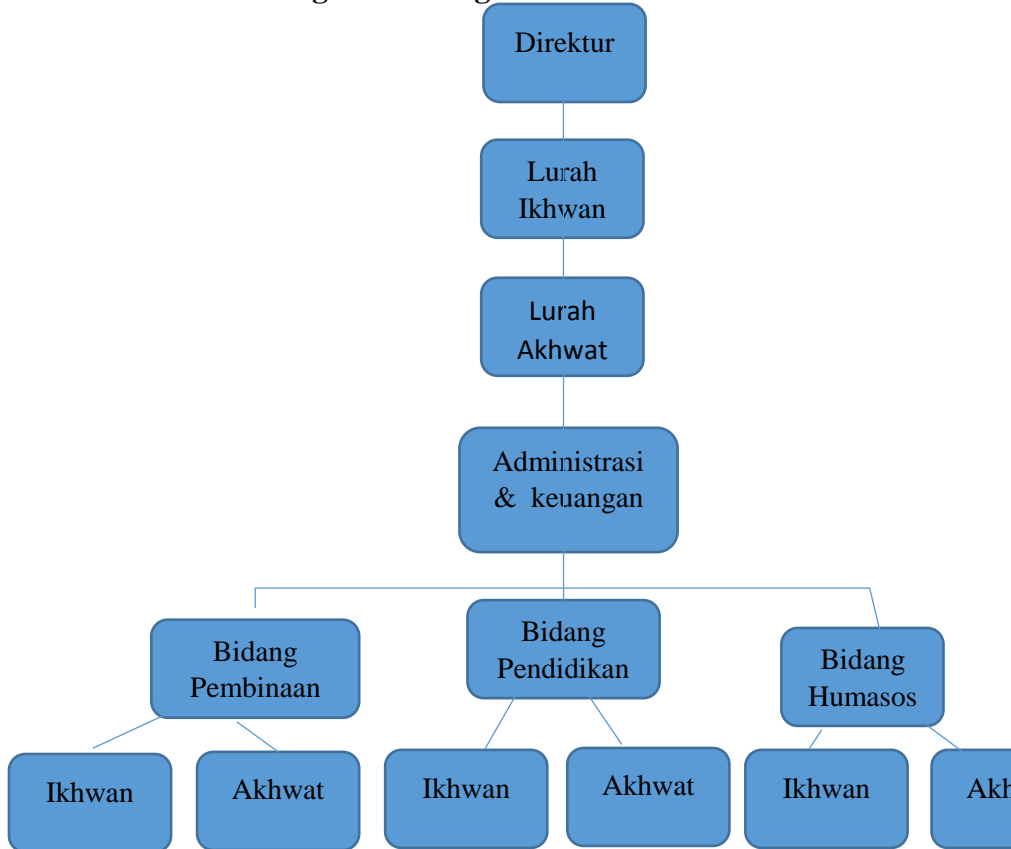 Direktur
Lurah
Ikhwan
Lurah
Akhwat
Administrasi
& keuangan
Bidang
Pembinaan
Bidang
Pendidikan
Bidang
Humasos
Ikhwan
Akhwat
Ikhwan
Akhwat
Ikhwan